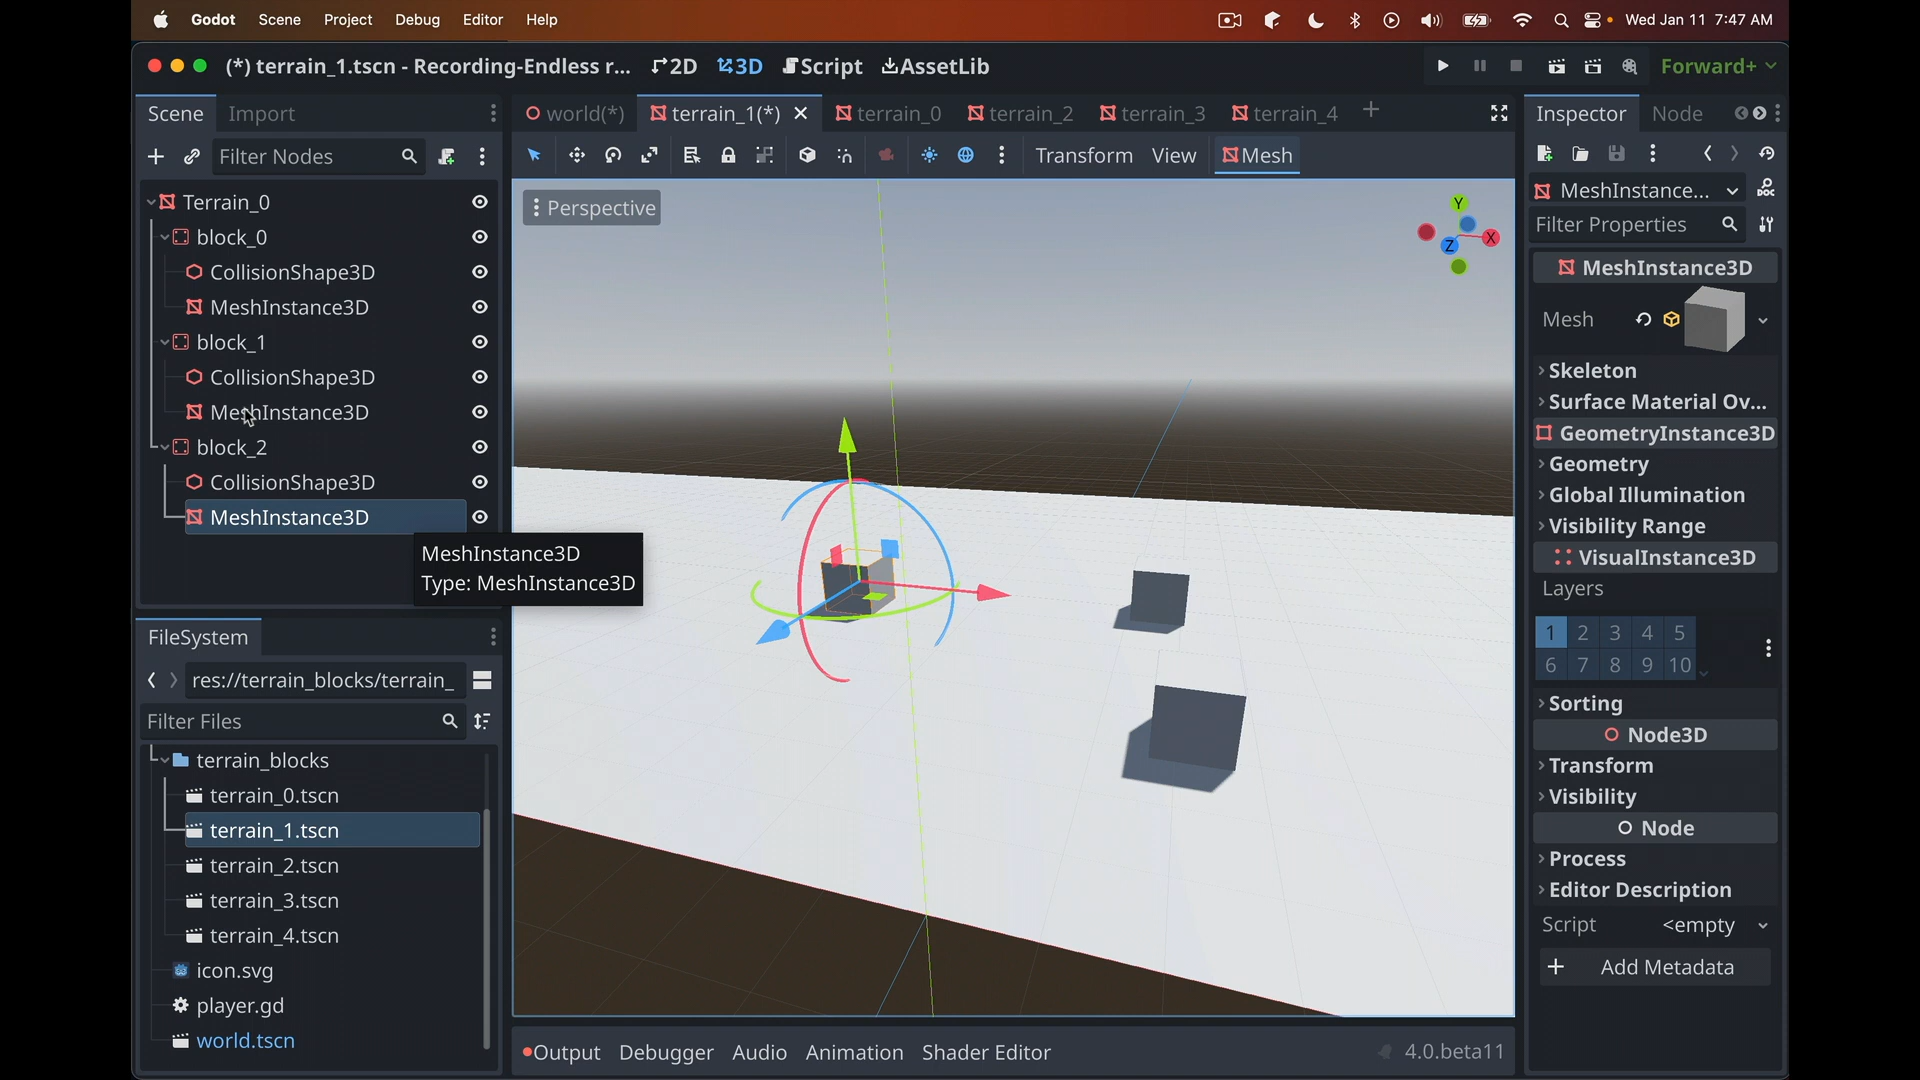 Godot Scene Project Debug Editor Help Wed Jan 11 7:47 AM
(*) terrain_1.tscn - Recording-Endless r... 2D 3D Script AssetLib Forward+
Scene Import
world(*) terrain_1(*) terrain_0 terrain_2 terrain_3 terrain_4
Inspector Node
Filter Nodes
Transform View Mesh
MeshInstance...
Filter Properties
Terrain_0
block_0
CollisionShape3D
MeshInstance3D
block_1
CollisionShape3D
MeshInstance3D
block_2
CollisionShape3D
MeshInstance3D
MeshInstance3D
Type: MeshInstance3D
Perspective
Y
X
Z
MeshInstance3D
Mesh
Skeleton
Surface Material Ov...
GeometryInstance3D
Geometry
Global Illumination
Visibility Range
VisualInstance3D
Layers
1 2 3 4 5
6 7 8 9 10
Sorting
Node3D
Transform
Visibility
Node
Process
Editor Description
Script <empty
Add Metadata
FileSystem
res://terrain_blocks/terrain_
Filter Files
terrain_blocks
terrain_0.tscn
terrain_1.tscn
terrain_2.tscn
terrain_3.tscn
terrain_4.tscn
icon.svg
player.gd
world.tscn
Output Debugger Audio Animation Shader Editor 4.0.beta11